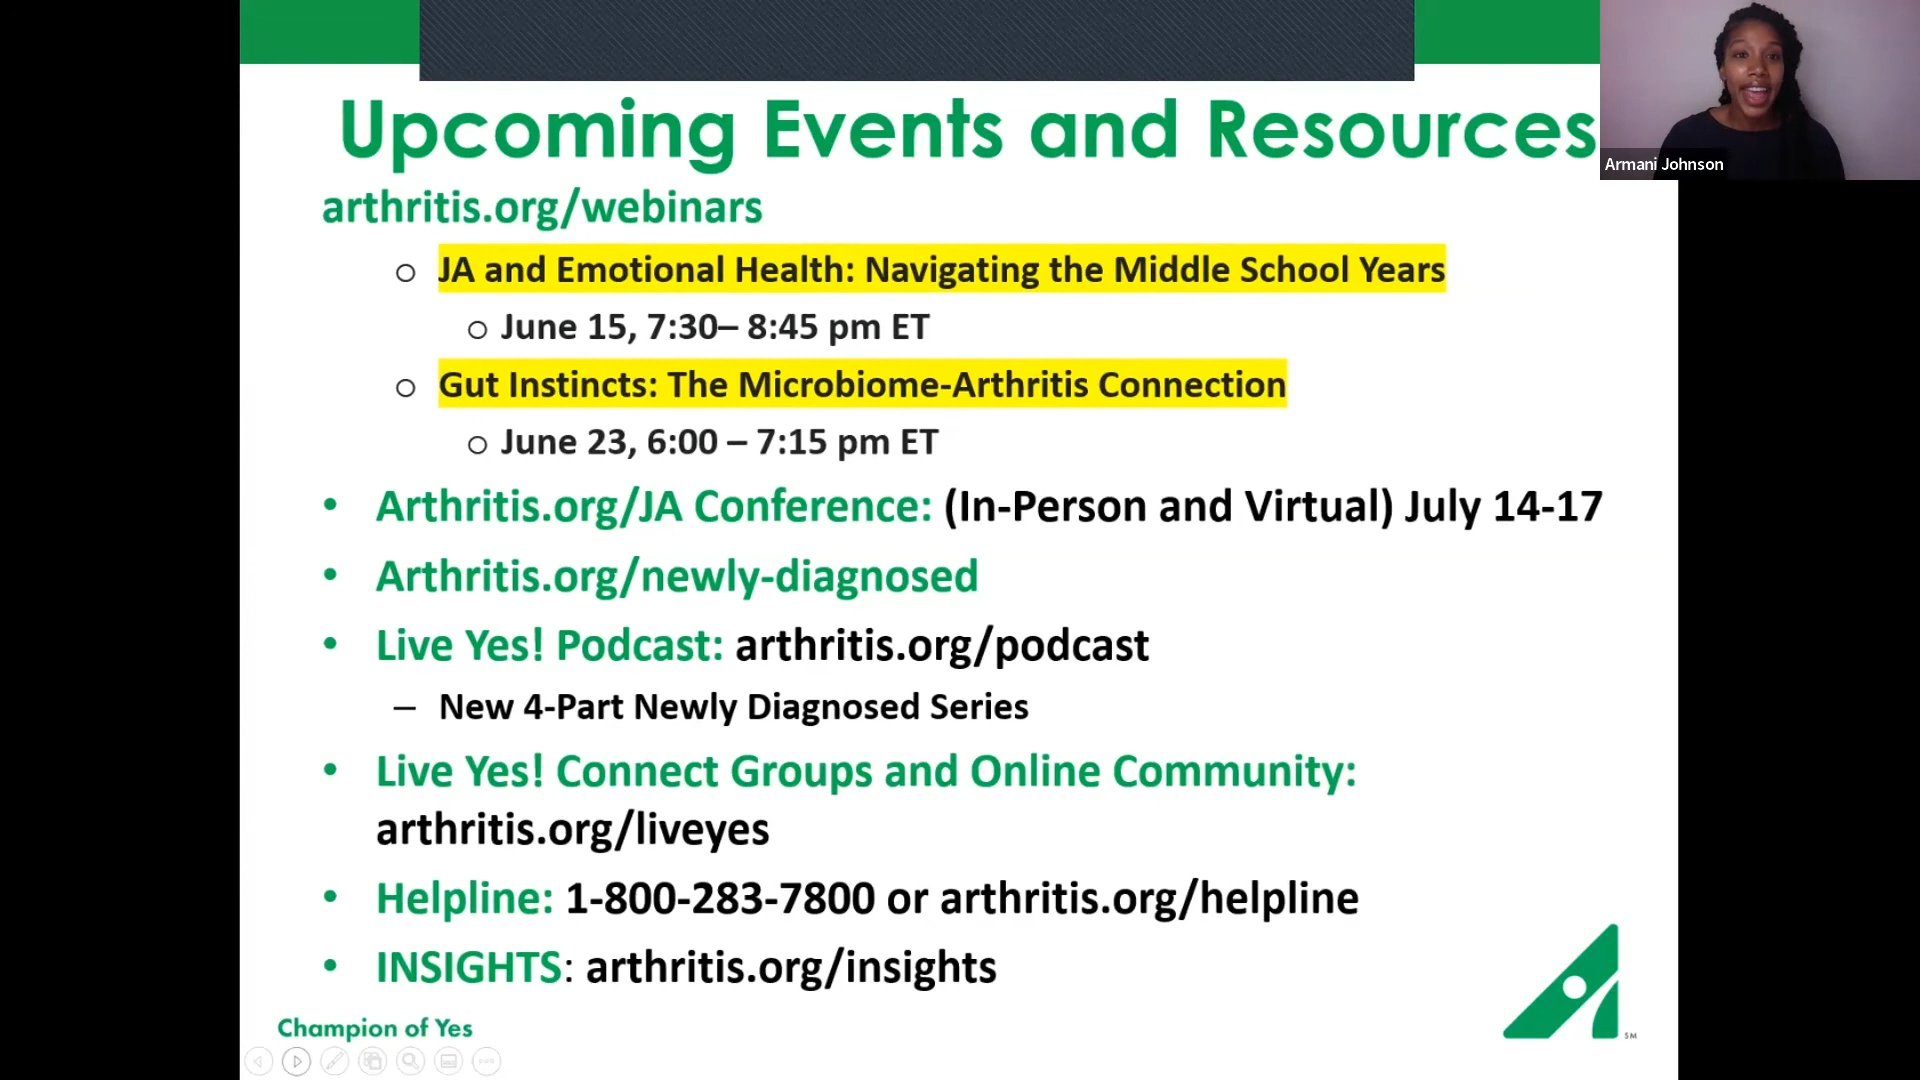 Upcoming Events and Resources
Armani Johnson
arthritis.org/webinars
JA and Emotional Health: Navigating the Middle School Years
June 15, 7:30– 8:45 pm ET
Gut Instincts: The Microbiome-Arthritis Connection
June 23, 6:00 – 7:15 pm ET
• Arthritis.org/JA Conference: (In-Person and Virtual) July 14-17
• Arthritis.org/newly-diagnosed
• Live Yes! Podcast: arthritis.org/podcast
– New 4-Part Newly Diagnosed Series
• Live Yes! Connect Groups and Online Community:
arthritis.org/liveyes
• Helpline: 1-800-283-7800 or arthritis.org/helpline
• INSIGHTS: arthritis.org/insights
Champion of Yes
SM